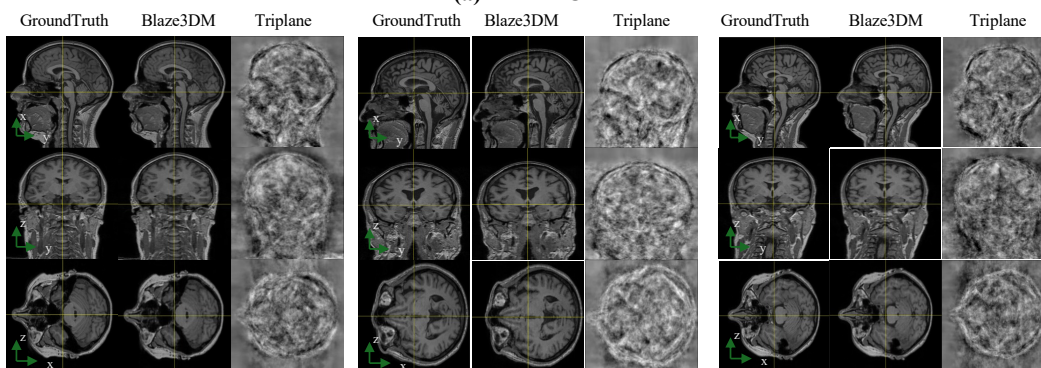 GroundTruth Blaze3DM Triplane GroundTruth Blaze3DM Triplane GroundTruth Blaze3DM Triplane
x x x
y y y
z z z
y y y
z z z
x x x